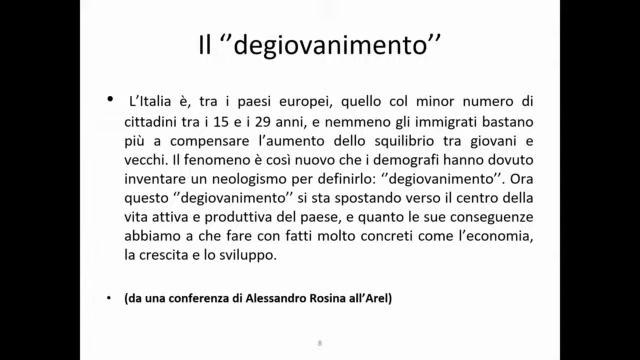 Il ‘’degiovanimento’’
• L’Italia è, tra i paesi europei, quello col minor numero di
cittadini tra i 15 e i 29 anni, e nemmeno gli immigrati bastano
più a compensare l’aumento dello squilibrio tra giovani e
vecchi. Il fenomeno è così nuovo che i demografi hanno dovuto
inventare un neologismo per definirlo: ‘’degiovanimento’’. Ora
questo ‘’degiovanimento’’ si sta spostando verso il centro della
vita attiva e produttiva del paese, e quanto le sue conseguenze
abbiamo a che fare con fatti molto concreti come l’economia,
la crescita e lo sviluppo.
• (da una conferenza di Alessandro Rosina all’Arel)
8